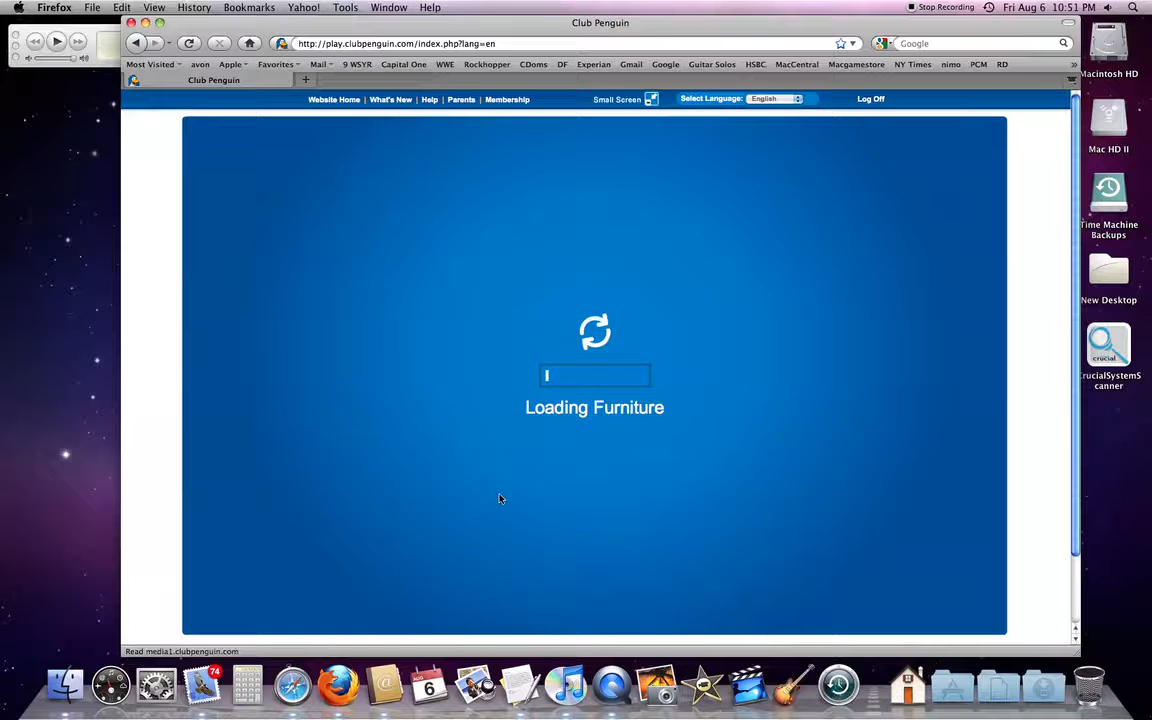 Firefox File Edit View History Bookmarks Yahoo! Tools Window Help Stop Recording Fri Aug 6 10:51 PM
Club Penguin
http://play.clubpenguin.com/index.php?lang=en Google
Most Visited avon Apple Favorites Mail 9 WSYR Capital One WWE Rockhopper CDoms DF Experian Gmail Google Guitar Solos HSBC MacCentral Macgamestore NY Times nimo PCM RD »
Club Penguin +
Website Home | What's New | Help | Parents | Membership Small Screen Select Language: English Log Off
Loading Furniture
Read media1.clubpenguin.com
Macintosh HD
Mac HD II
Time Machine
Backups
New Desktop
crucial
CrucialSystemS
canner
74
6